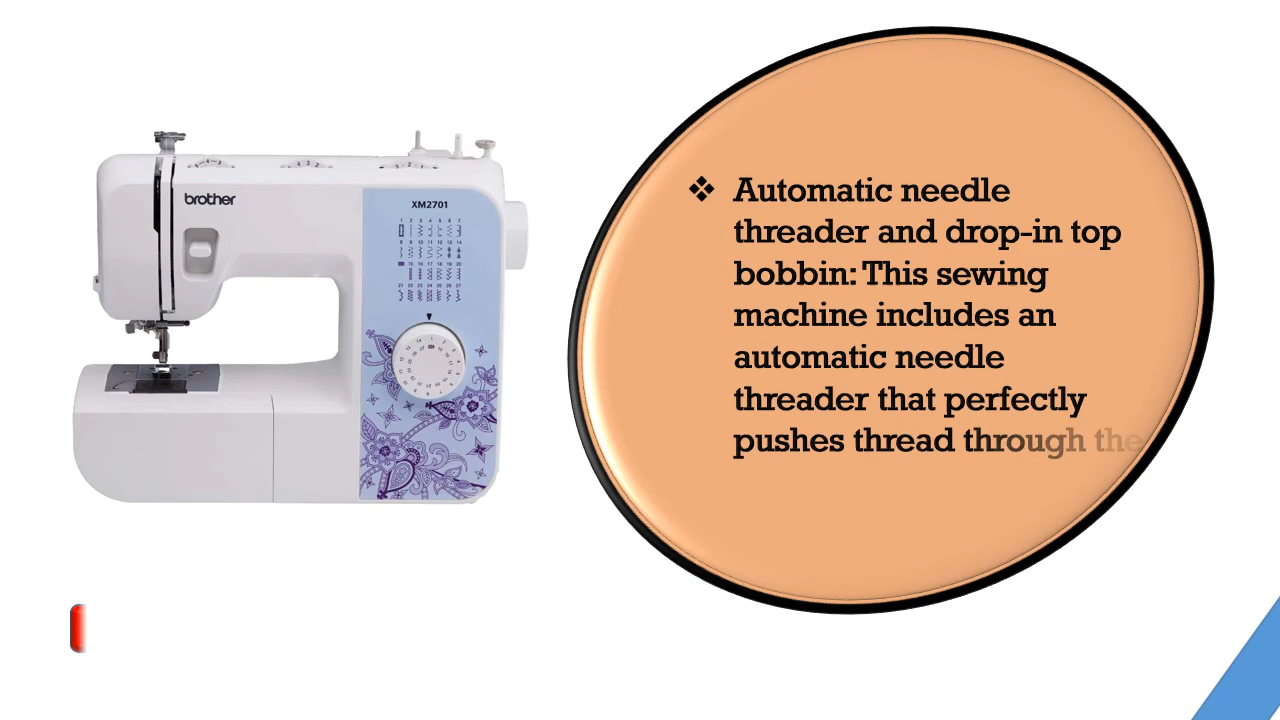 brother
XM2701
❖ Automatic needle
threader and drop-in top
bobbin: This sewing
machine includes an
automatic needle
threader that perfectly
pushes thread through the